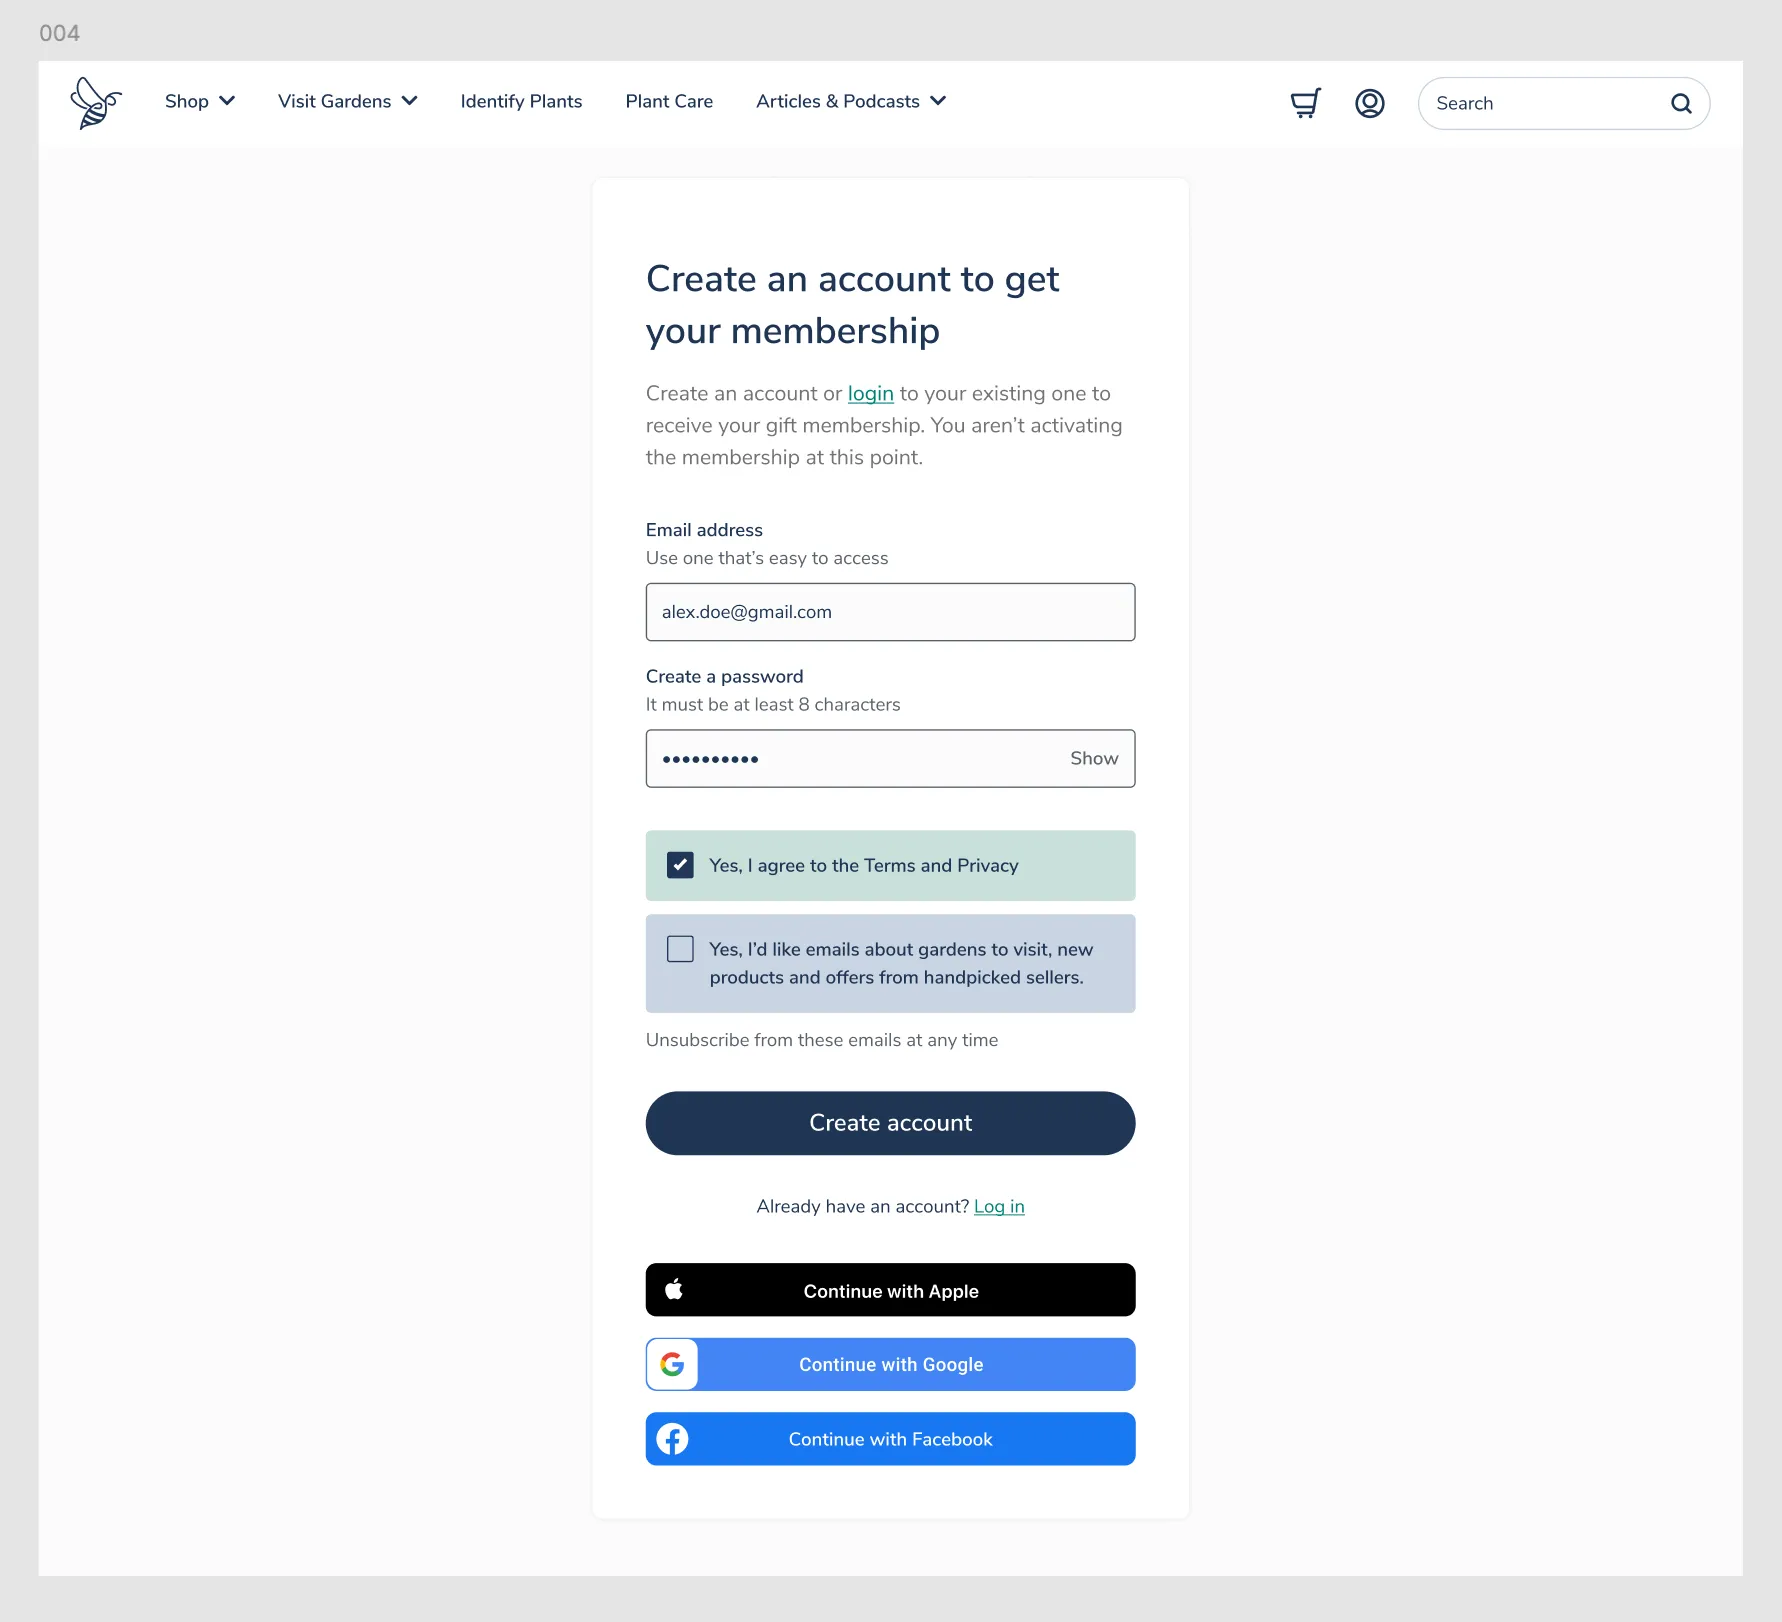 004
Shop
Visit Gardens
Identify Plants
Plant Care
Articles & Podcasts
Search
Create an account to get
your membership
Create an account or login to your existing one to
receive your gift membership. You aren’t activating
the membership at this point.
Email address
Use one that’s easy to access
alex.doe@gmail.com
Create a password
It must be at least 8 characters
••••••••••
Show
Yes, I agree to the Terms and Privacy
Yes, I’d like emails about gardens to visit, new
products and offers from handpicked sellers.
Unsubscribe from these emails at any time
Create account
Already have an account? Log in
Continue with Apple
Continue with Google
Continue with Facebook